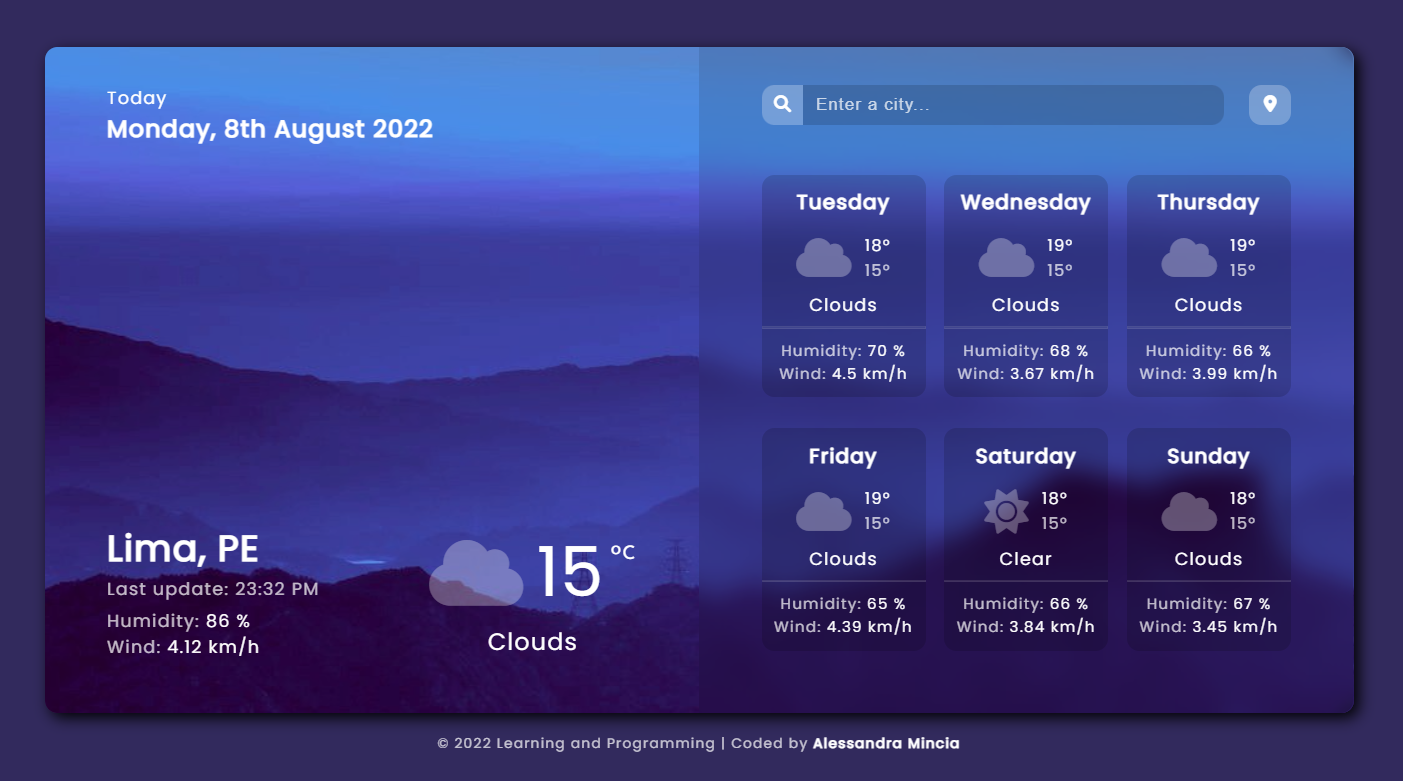 Today
Monday, 8th August 2022
Lima, PE
Last update: 23:32 PM
Humidity: 86 %
Wind: 4.12 km/h
15 °C
Clouds
Enter a city...
Tuesday
18°
15°
Clouds
Humidity: 70 %
Wind: 4.5 km/h
Wednesday
19°
15°
Clouds
Humidity: 68 %
Wind: 3.67 km/h
Thursday
19°
15°
Clouds
Humidity: 66 %
Wind: 3.99 km/h
Friday
19°
15°
Clouds
Humidity: 65 %
Wind: 4.39 km/h
Saturday
18°
15°
Clear
Humidity: 66 %
Wind: 3.84 km/h
Sunday
18°
15°
Clouds
Humidity: 67 %
Wind: 3.45 km/h
© 2022 Learning and Programming | Coded by Alessandra Mincia